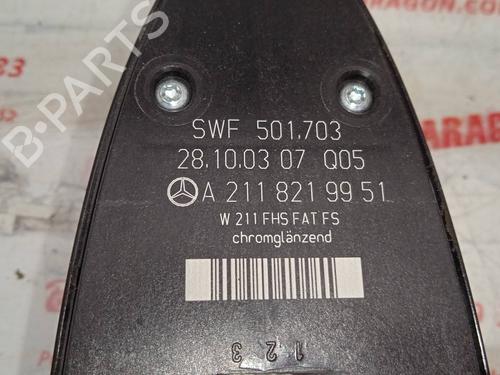 SWF 501.703
28.10.03 07 Q05
A 211 821 99 51
W 211 FHS FAT FS
chromglänzend
1 2 3
B-PARTS